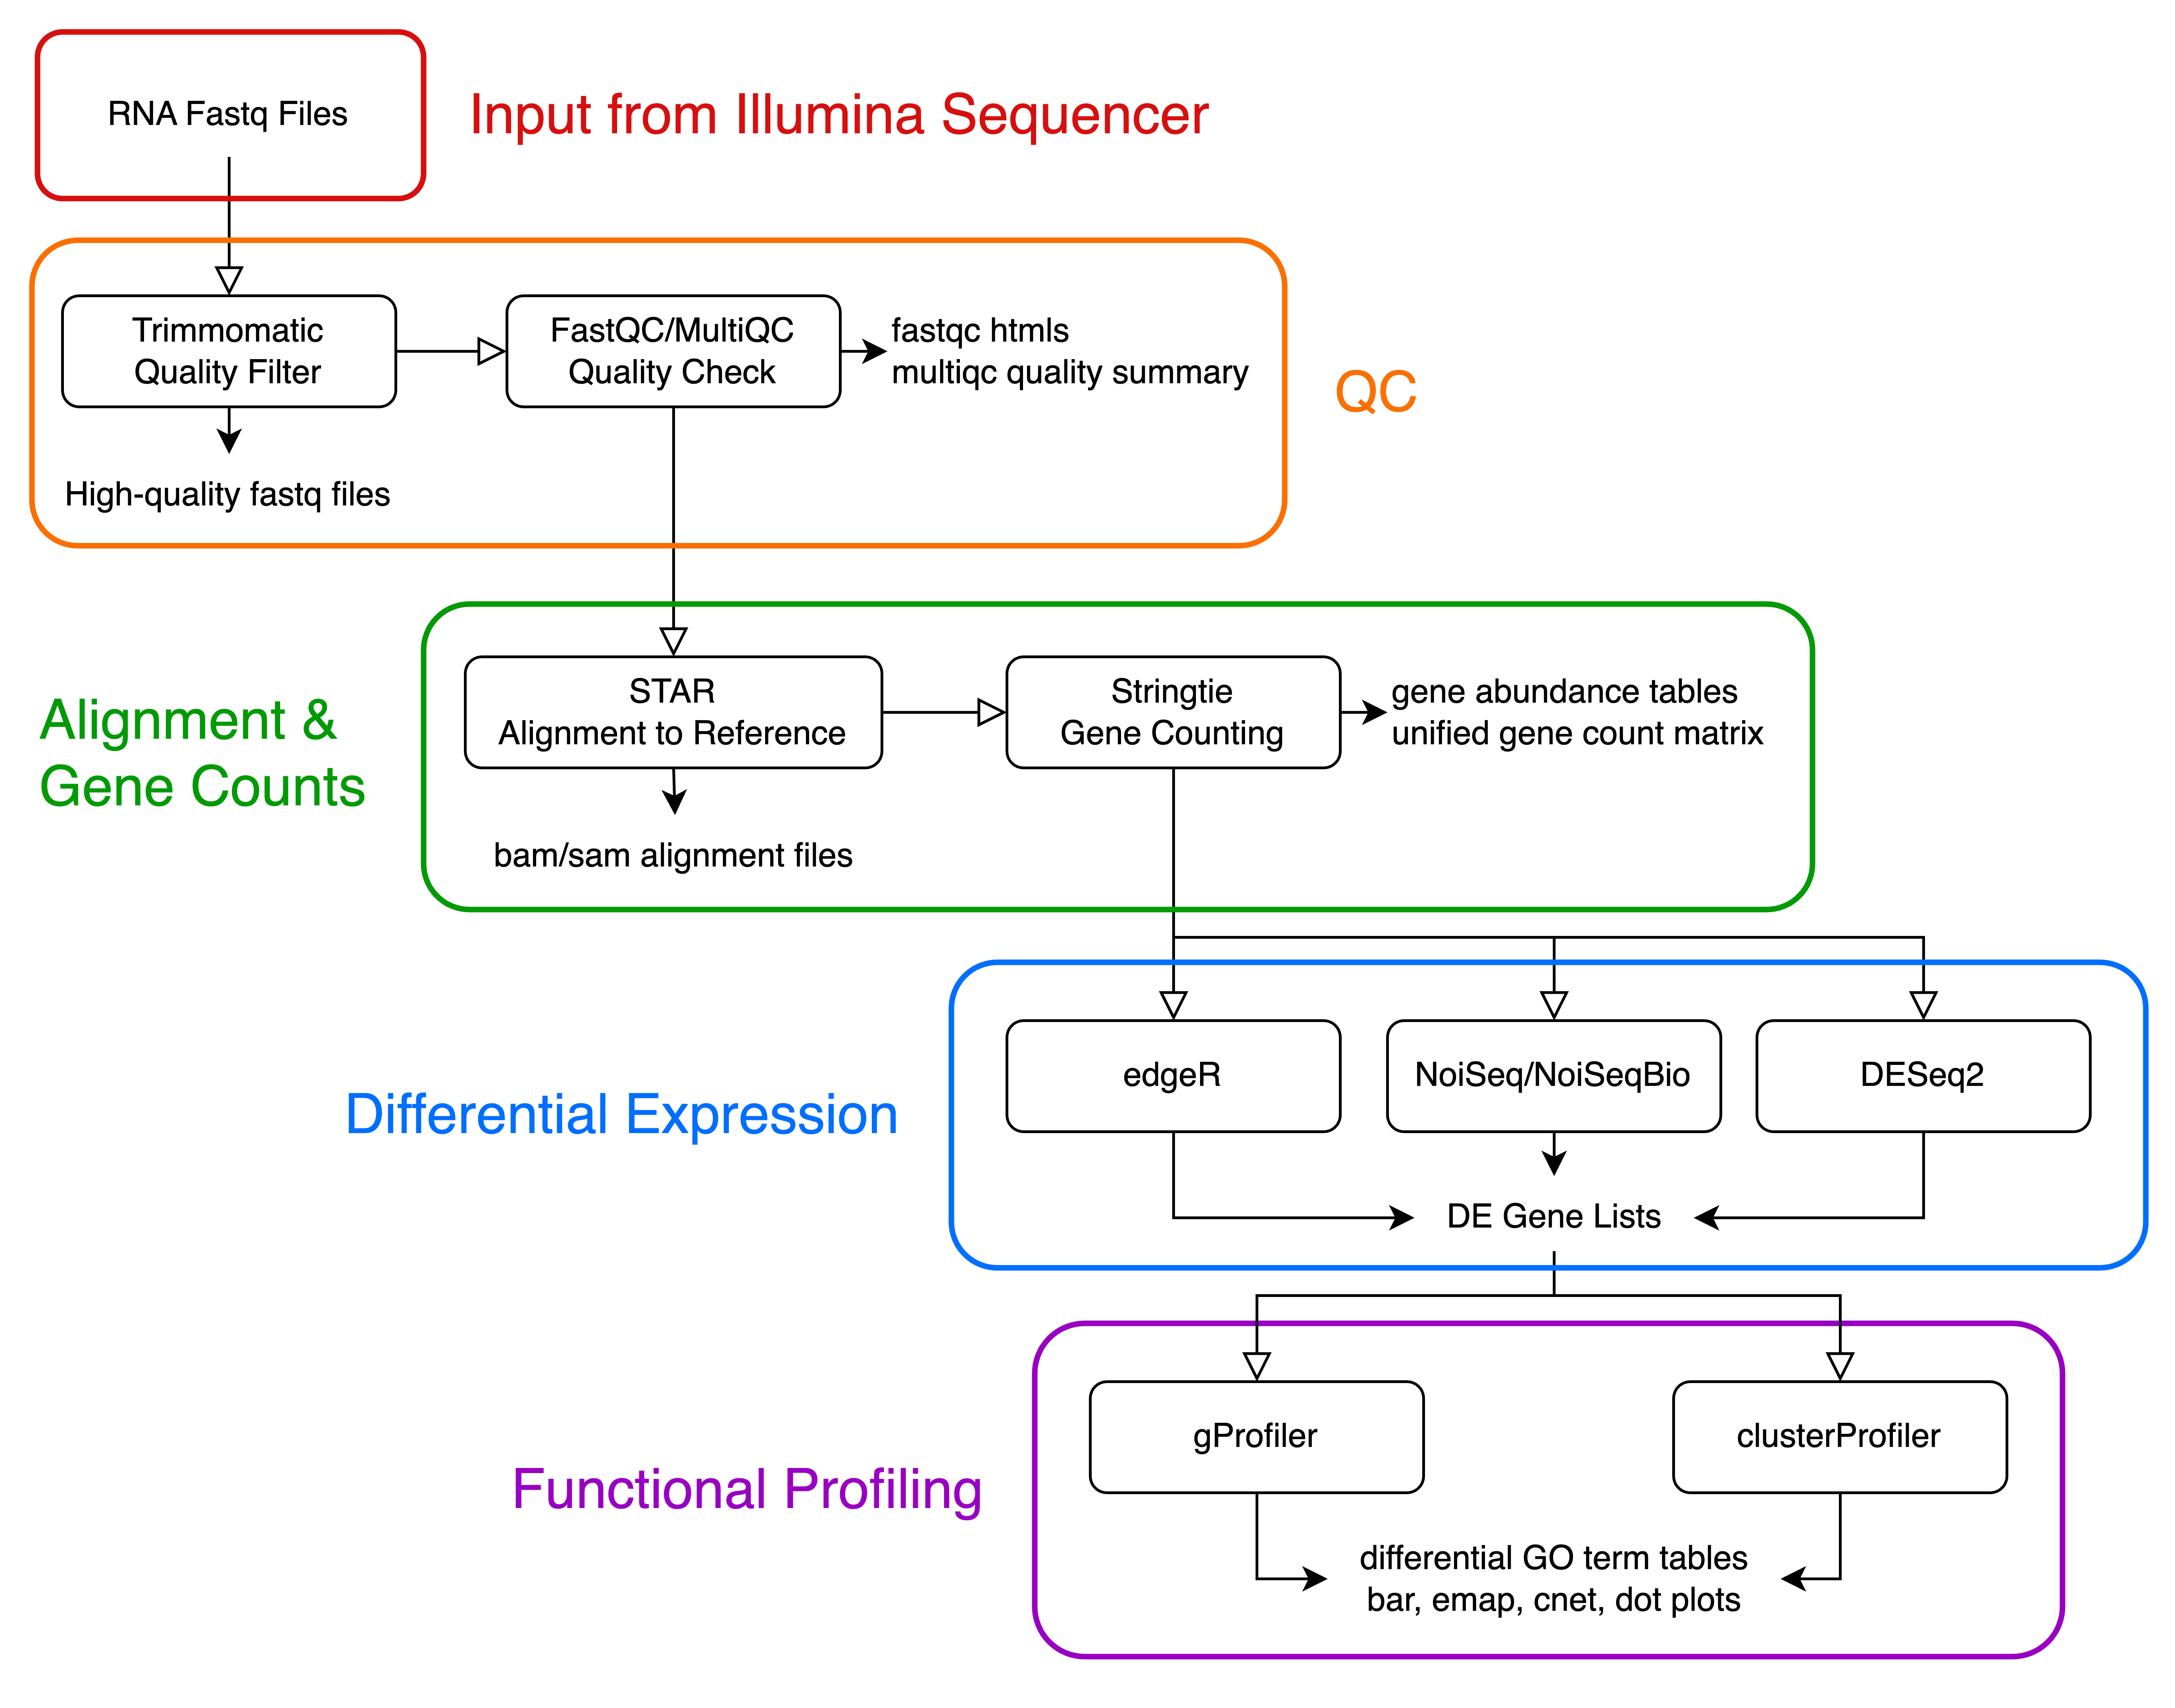 RNA Fastq Files
Input from Illumina Sequencer
Trimmomatic
Quality Filter
FastQC/MultiQC
Quality Check
fastqc htmls
multiqc quality summary
QC
High-quality fastq files
Alignment &
Gene Counts
STAR
Alignment to Reference
Stringtie
Gene Counting
gene abundance tables
unified gene count matrix
bam/sam alignment files
Differential Expression
edgeR
NoiSeq/NoiSeqBio
DESeq2
DE Gene Lists
Functional Profiling
gProfiler
clusterProfiler
differential GO term tables
bar, emap, cnet, dot plots